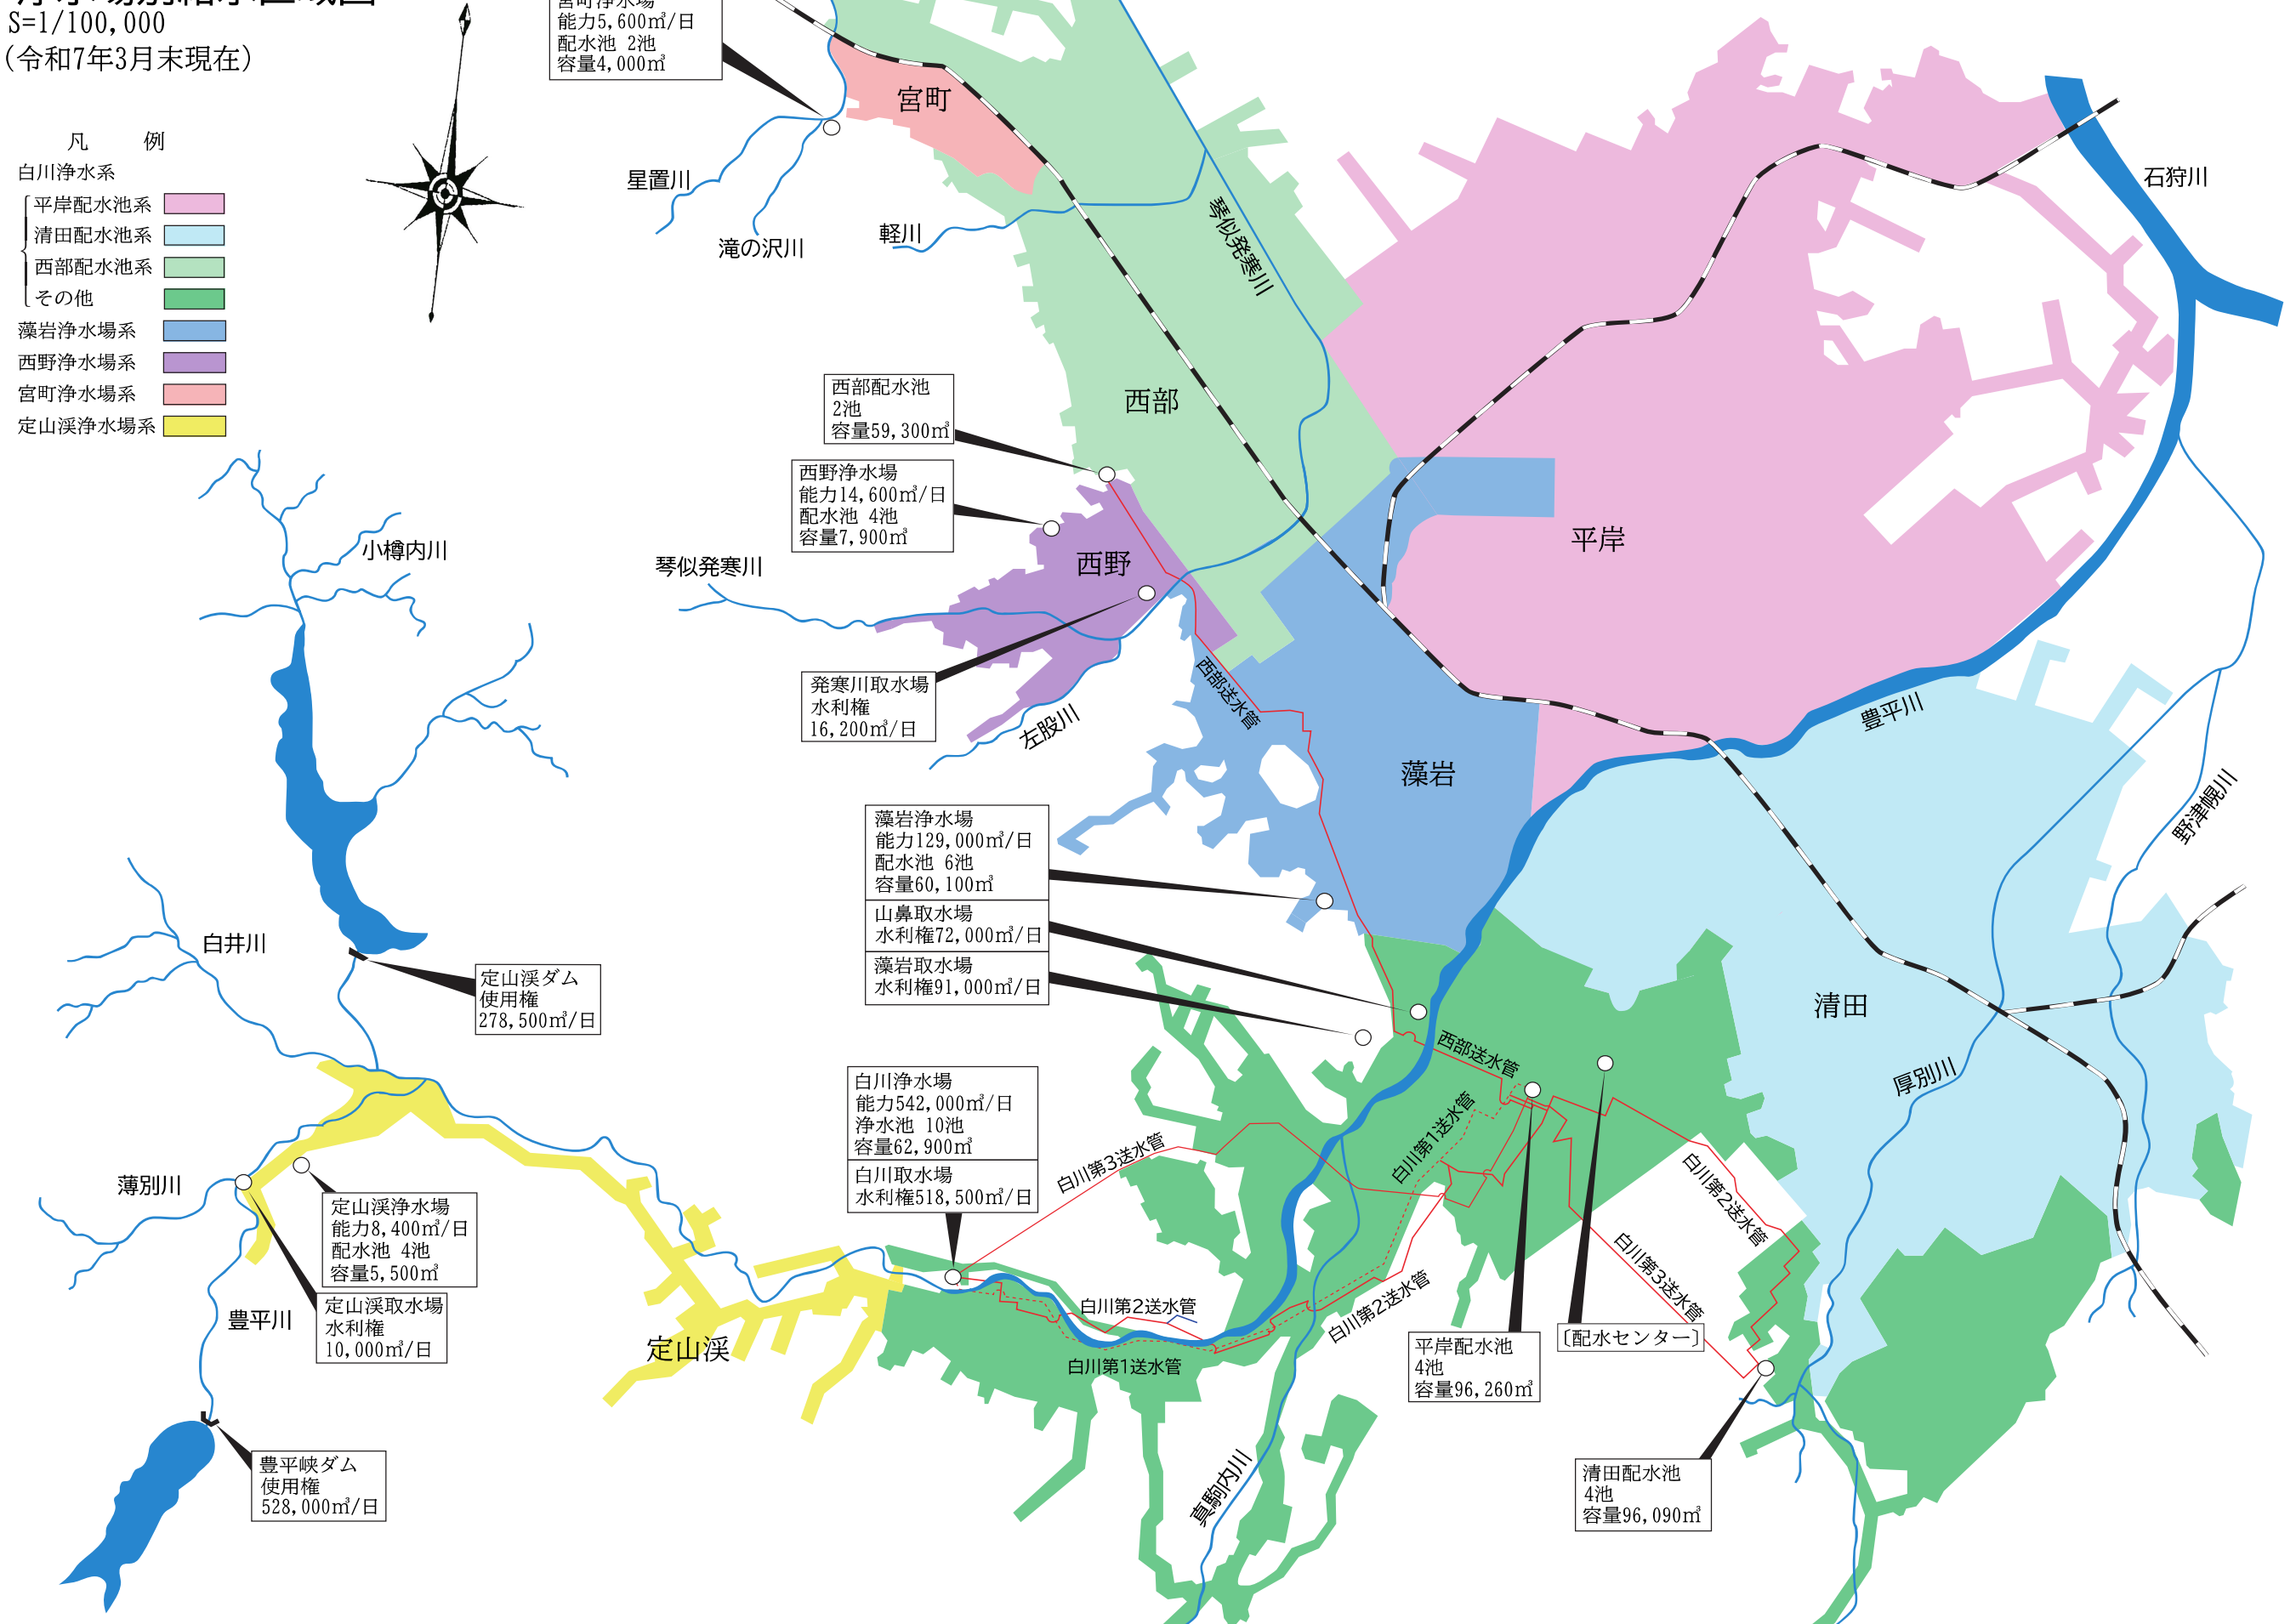 S=1/100,000
(令和7年3月末現在)
凡 例
白川浄水系
平岸配水池系
清田配水池系
西部配水池系
その他
藻岩浄水場系
西野浄水場系
宮町浄水場系
定山渓浄水場系
宮町浄水場
能力5,600㎥/日
配水池 2池
容量4,000㎥
宮町
星置川
滝の沢川
軽川
琴似発寒川
石狩川
西部
西部配水池
2池
容量59,300㎥
西野浄水場
能力14,600㎥/日
配水池 4池
容量7,900㎥
西野
平岸
小樽内川
琴似発寒川
発寒川取水場
水利権
16,200㎥/日
左股川
西部送水管
豊平川
藻岩
野津幌川
藻岩浄水場
能力129,000㎥/日
配水池 6池
容量60,100㎥
山鼻取水場
水利権72,000㎥/日
藻岩取水場
水利権91,000㎥/日
白井川
定山渓ダム
使用権
278,500㎥/日
清田
西部送水管
厚別川
白川浄水場
能力542,000㎥/日
浄水池 10池
容量62,900㎥
白川取水場
水利権518,500㎥/日
白川第3送水管
白川第1送水管
白川第2送水管
白川第3送水管
薄別川
定山渓浄水場
能力8,400㎥/日
配水池 4池
容量5,500㎥
定山渓取水場
水利権
10,000㎥/日
豊平川
定山渓
白川第2送水管
白川第1送水管
白川第2送水管
平岸配水池
4池
容量96,260㎥
〔配水センター〕
豊平峡ダム
使用権
528,000㎥/日
真駒内川
清田配水池
4池
容量96,090㎥